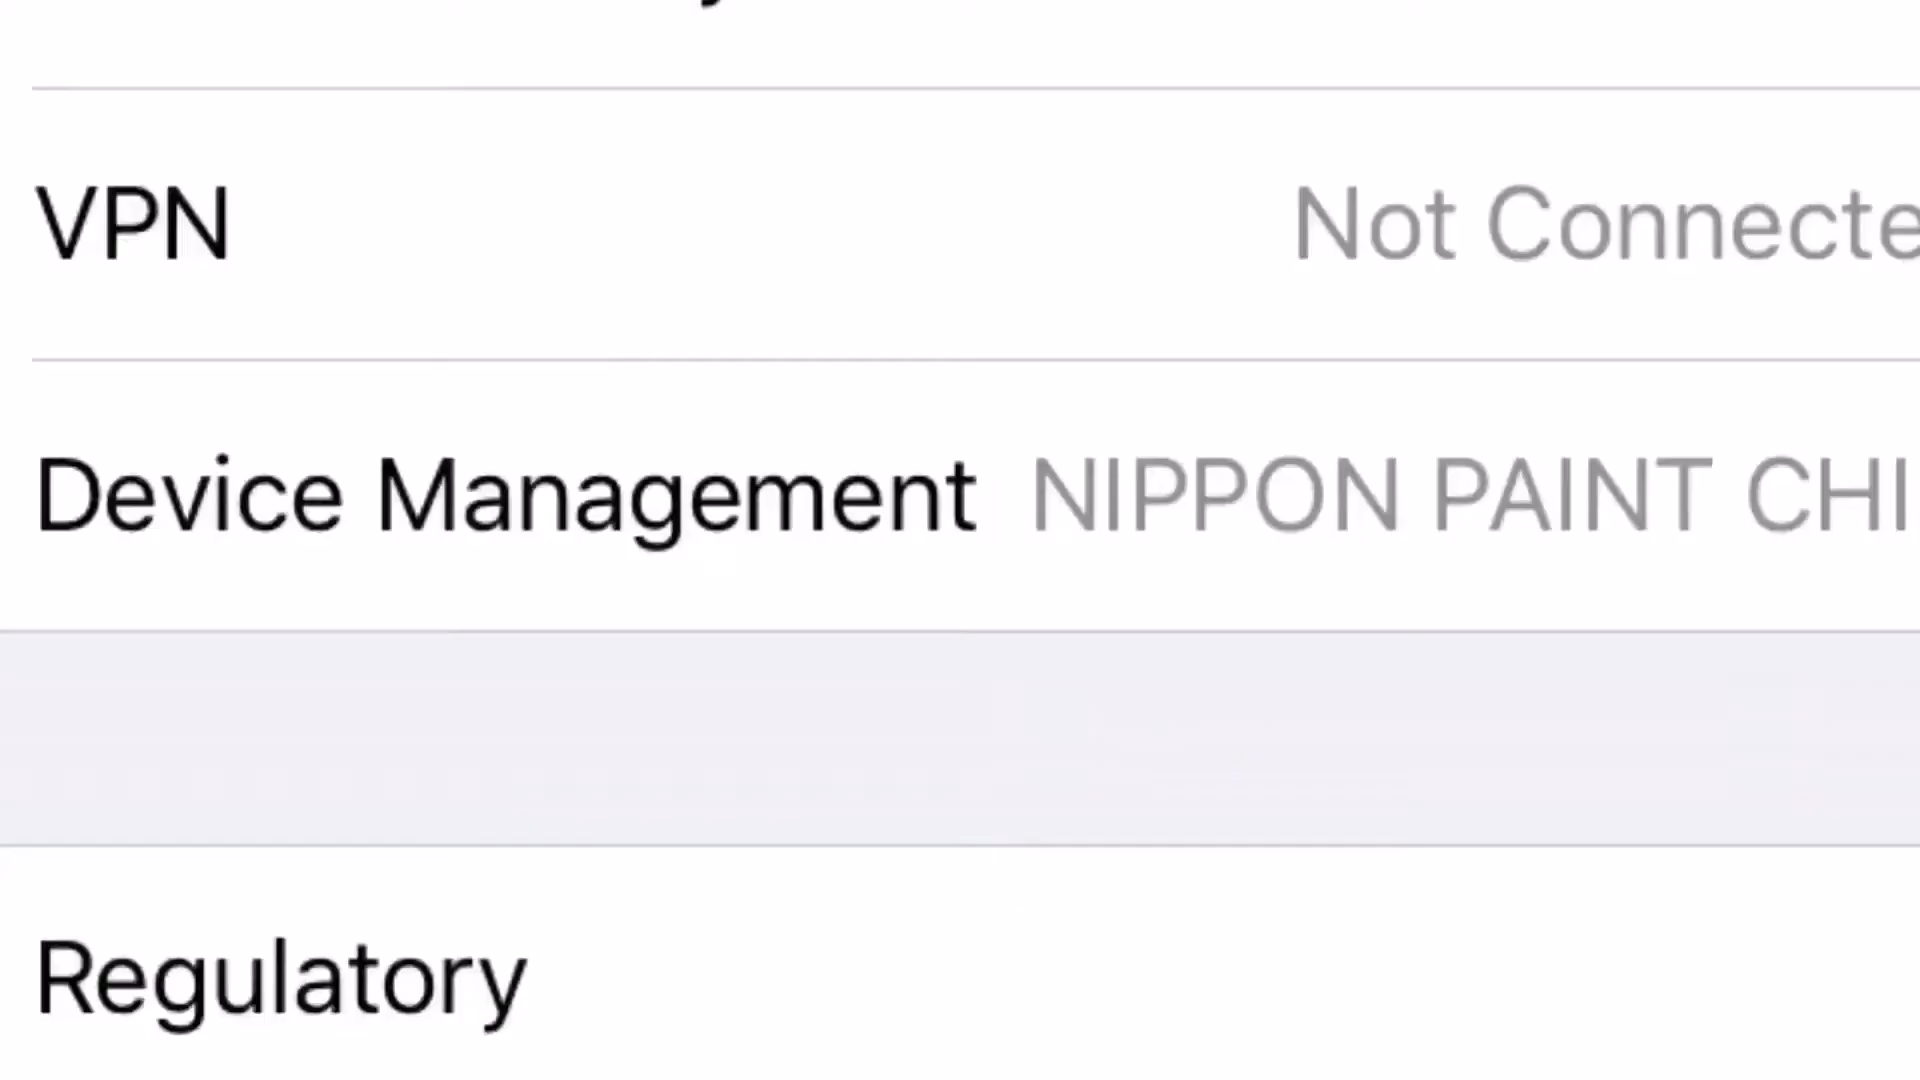 VPN Not Connecte
Device Management NIPPON PAINT CHI
Regulatory